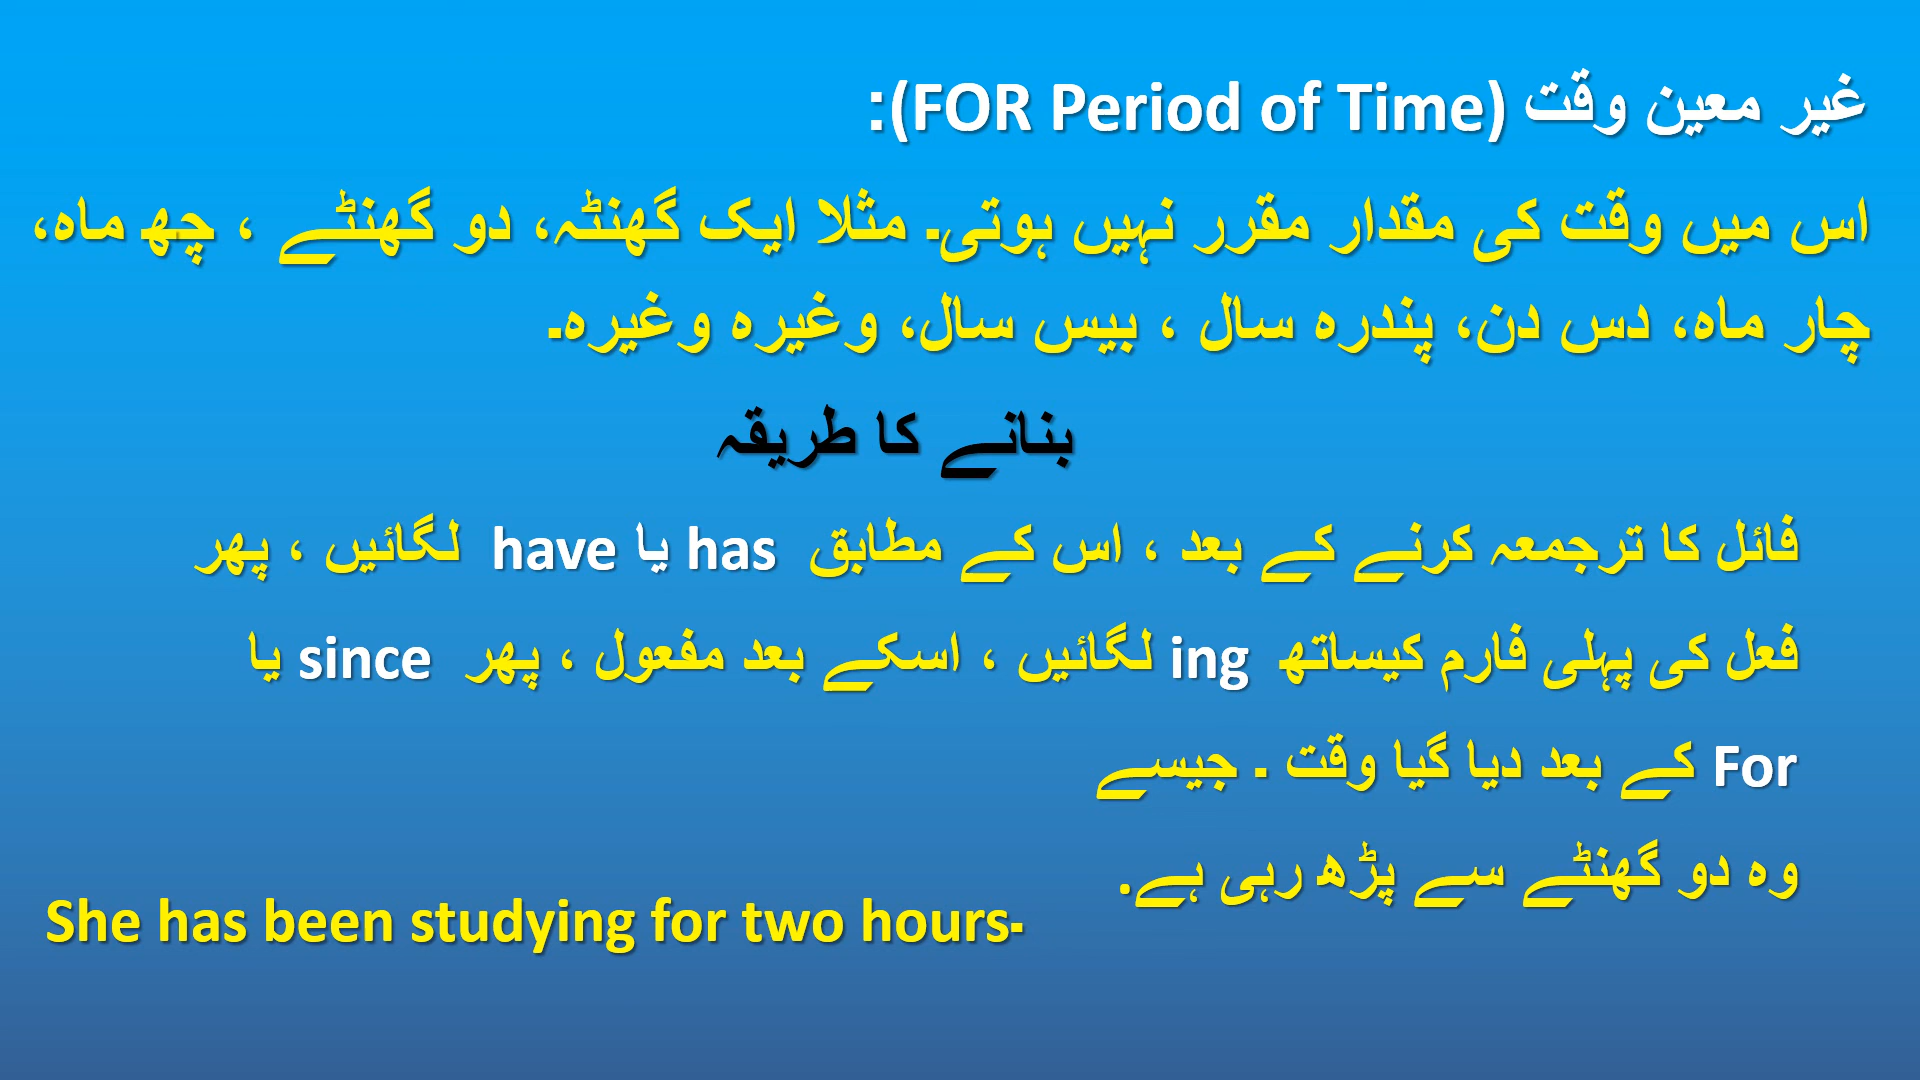 غیر معین وقت (FOR Period of Time):
اس میں وقت کی مقدار مقرر نہیں ہوتی۔ مثلا ایک گھنٹہ، دو گھنٹے ، چھ ماہ،
چار ماہ، دس دن، پندرہ سال ، بیس سال، وغیرہ وغیرہ۔
بنانے کا طریقہ
فائل کا ترجمعہ کرنے کے بعد ، اس کے مطابق has یا have لگائیں ، پھر
فعل کی پہلی فارم کیساتھ ing لگائیں ، اسکے بعد مفعول ، پھر since یا
For کے بعد دیا گیا وقت ۔ جیسے
وہ دو گھنٹے سے پڑھ رہی ہے.
She has been studying for two hours۔